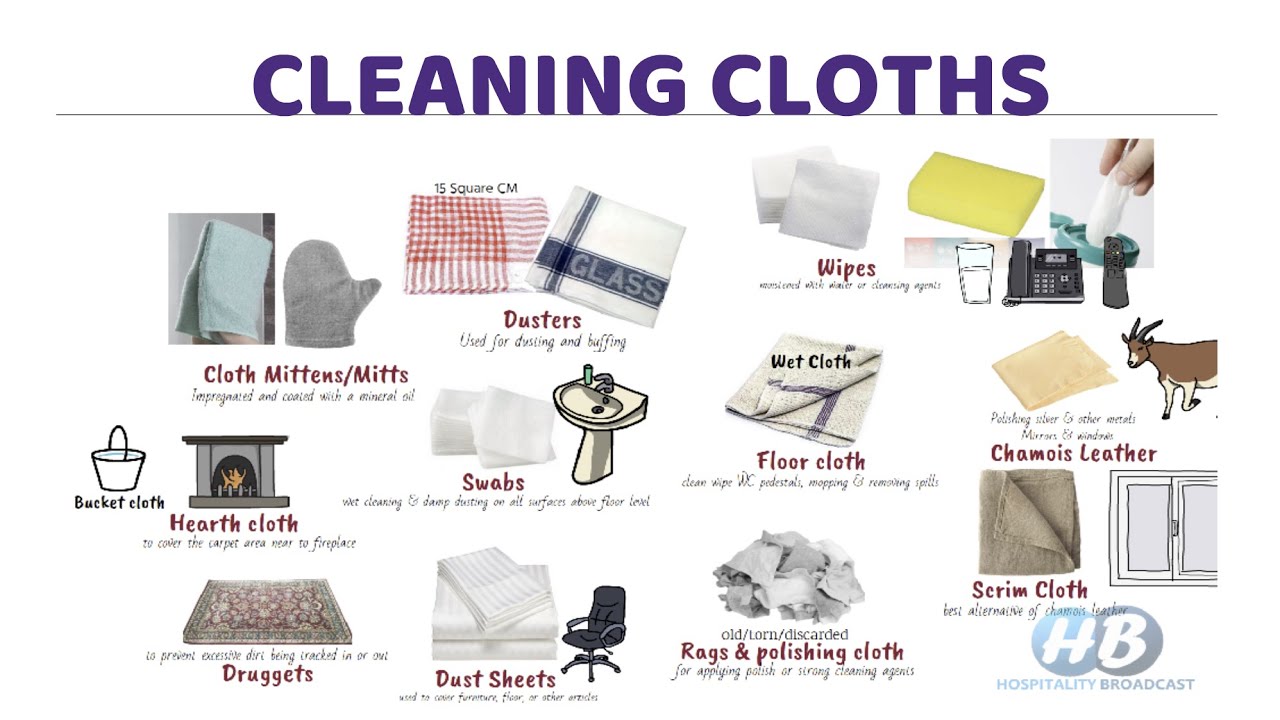 CLEANING CLOTHS
15 Square CM
GLASS
Dusters
Used for dusting and buffing
Wipes
moistened with water or cleansing agents
Cloth Mittens/Mitts
Impregnated and coated with a mineral oil
Wet Cloth
Polishing silver & other metals
Mirrors & windows
Chamois Leather
Swabs
wet cleaning & damp dusting on all surfaces above floor level
Floor cloth
clean wipe WC pedestals, mopping & removing spills
Bucket cloth
Hearth cloth
to cover the carpet area near to fireplace
Scrim Cloth
best alternative of chamois leather
to prevent excessive dirt being tracked in or out
Druggets
Dust Sheets
used to cover furniture, floor, or other articles
old/torn/discarded
Rags & polishing cloth
for applying polish or strong cleaning agents
HB
HOSPITALITY BROADCAST